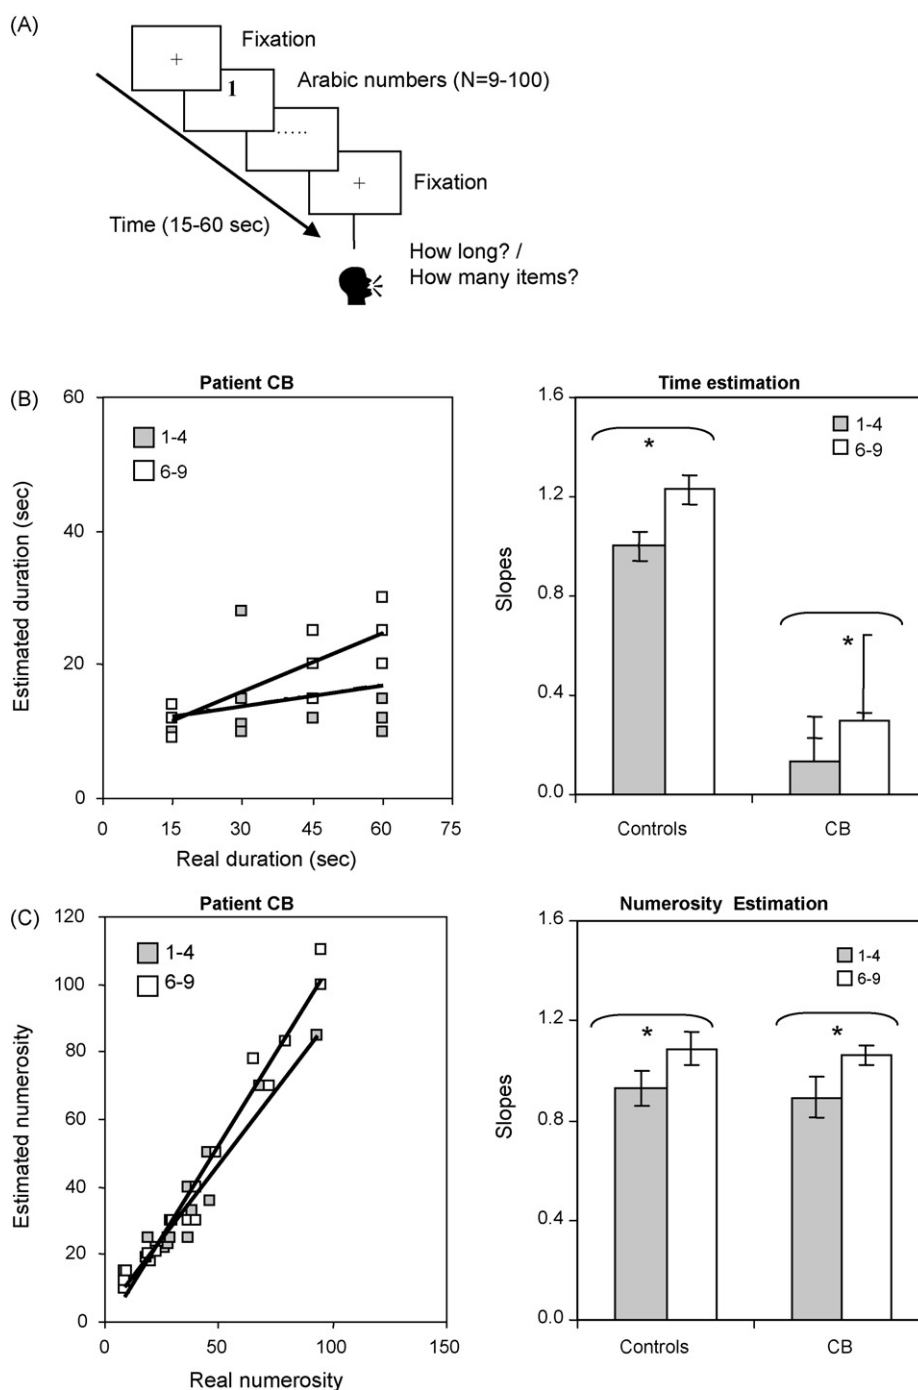 (A)
Fixation
+
1
Arabic numbers (N=9-100)
.....
+
Fixation
Time (15-60 sec)
How long? /
How many items?
(B)
Patient CB
60
40
20
0
Estimated duration (sec)
1-4
6-9
0 15 30 45 60 75
Real duration (sec)
Time estimation
1.6
1.2
0.8
0.4
0.0
Slopes
1-4
6-9
*
*
Controls CB
(C)
Patient CB
120
100
80
60
40
20
0
Estimated numerosity
1-4
6-9
0 50 100 150
Real numerosity
Numerosity Estimation
1.6
1.2
0.8
0.4
0.0
Slopes
1-4
6-9
*
*
Controls CB